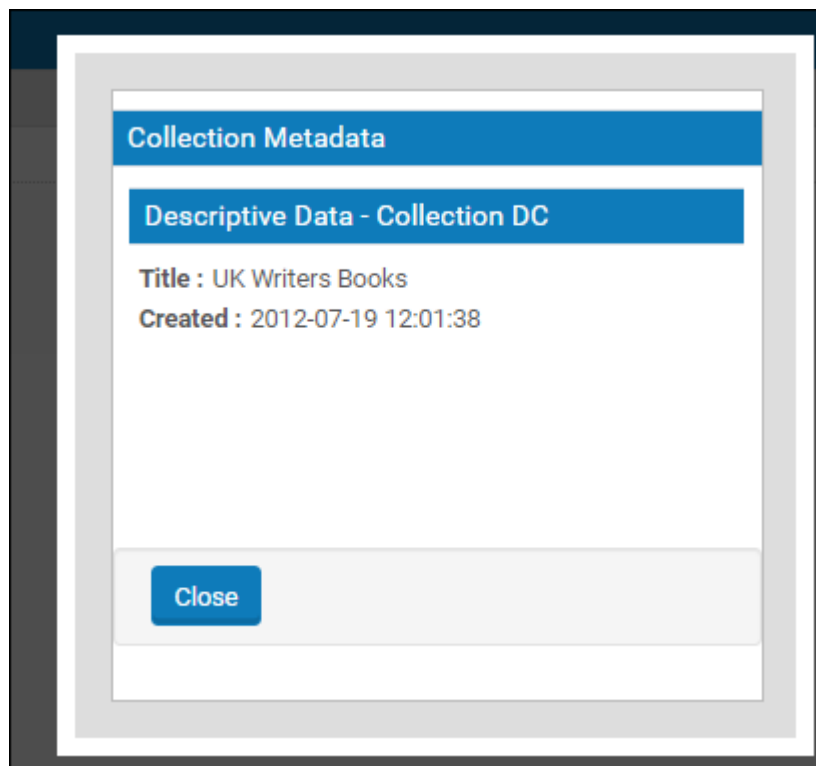 Collection Metadata
Descriptive Data - Collection DC
Title : UK Writers Books
Created : 2012-07-19 12:01:38
Close